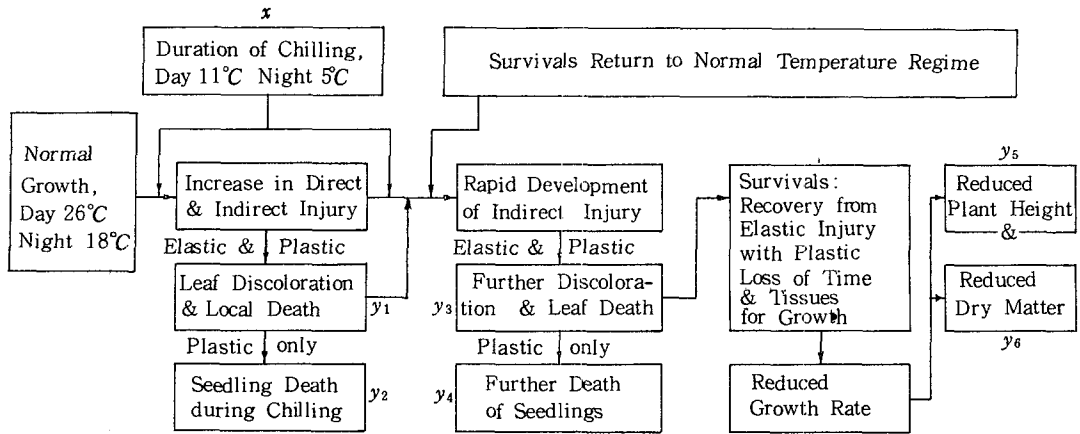 x
Duration of Chilling,
Day 11°C Night 5°C
Survivals Return to Normal Temperature Regime
Normal
Growth,
Day 26°C
Night 18°C
Increase in Direct
& Indirect Injury
Elastic & Plastic
Leaf Discoloration
& Local Death
y1
Plastic only
Seedling Death
during Chilling
y2
Rapid Development
of Indirect Injury
Elastic & Plastic
y3
Further Discolora-
tion & Leaf Death
Plastic only
y4
Further Death
of Seedlings
Survivals:
Recovery from
Elastic Injury
with Plastic
Loss of Time
& Tissues
for Growth
Reduced
Growth Rate
y5
Reduced
Plant Height
&
Reduced
Dry Matter
y6